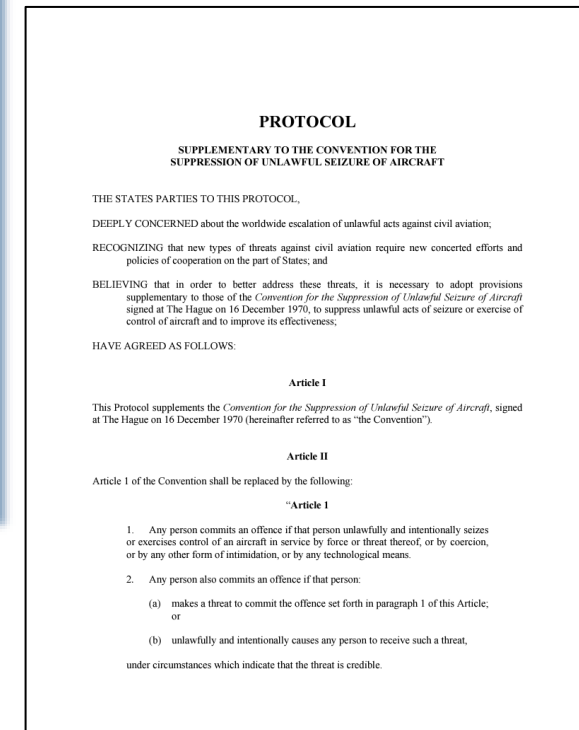 PROTOCOL
SUPPLEMENTARY TO THE CONVENTION FOR THE
SUPPRESSION OF UNLAWFUL SEIZURE OF AIRCRAFT
THE STATES PARTIES TO THIS PROTOCOL,
DEEPLY CONCERNED about the worldwide escalation of unlawful acts against civil aviation;
RECOGNIZING that new types of threats against civil aviation require new concerted efforts and
policies of cooperation on the part of States; and
BELIEVING that in order to better address these threats, it is necessary to adopt provisions
supplementary to those of the Convention for the Suppression of Unlawful Seizure of Aircraft
signed at The Hague on 16 December 1970, to suppress unlawful acts of seizure or exercise of
control of aircraft and to improve its effectiveness;
HAVE AGREED AS FOLLOWS:
Article I
This Protocol supplements the Convention for the Suppression of Unlawful Seizure of Aircraft, signed
at The Hague on 16 December 1970 (hereinafter referred to as “the Convention”).
Article II
Article 1 of the Convention shall be replaced by the following:
“Article 1
1. Any person commits an offence if that person unlawfully and intentionally seizes
or exercises control of an aircraft in service by force or threat thereof, or by coercion,
or by any other form of intimidation, or by any technological means.
2. Any person also commits an offence if that person:
(a) makes a threat to commit the offence set forth in paragraph 1 of this Article;
or
(b) unlawfully and intentionally causes any person to receive such a threat,
under circumstances which indicate that the threat is credible.